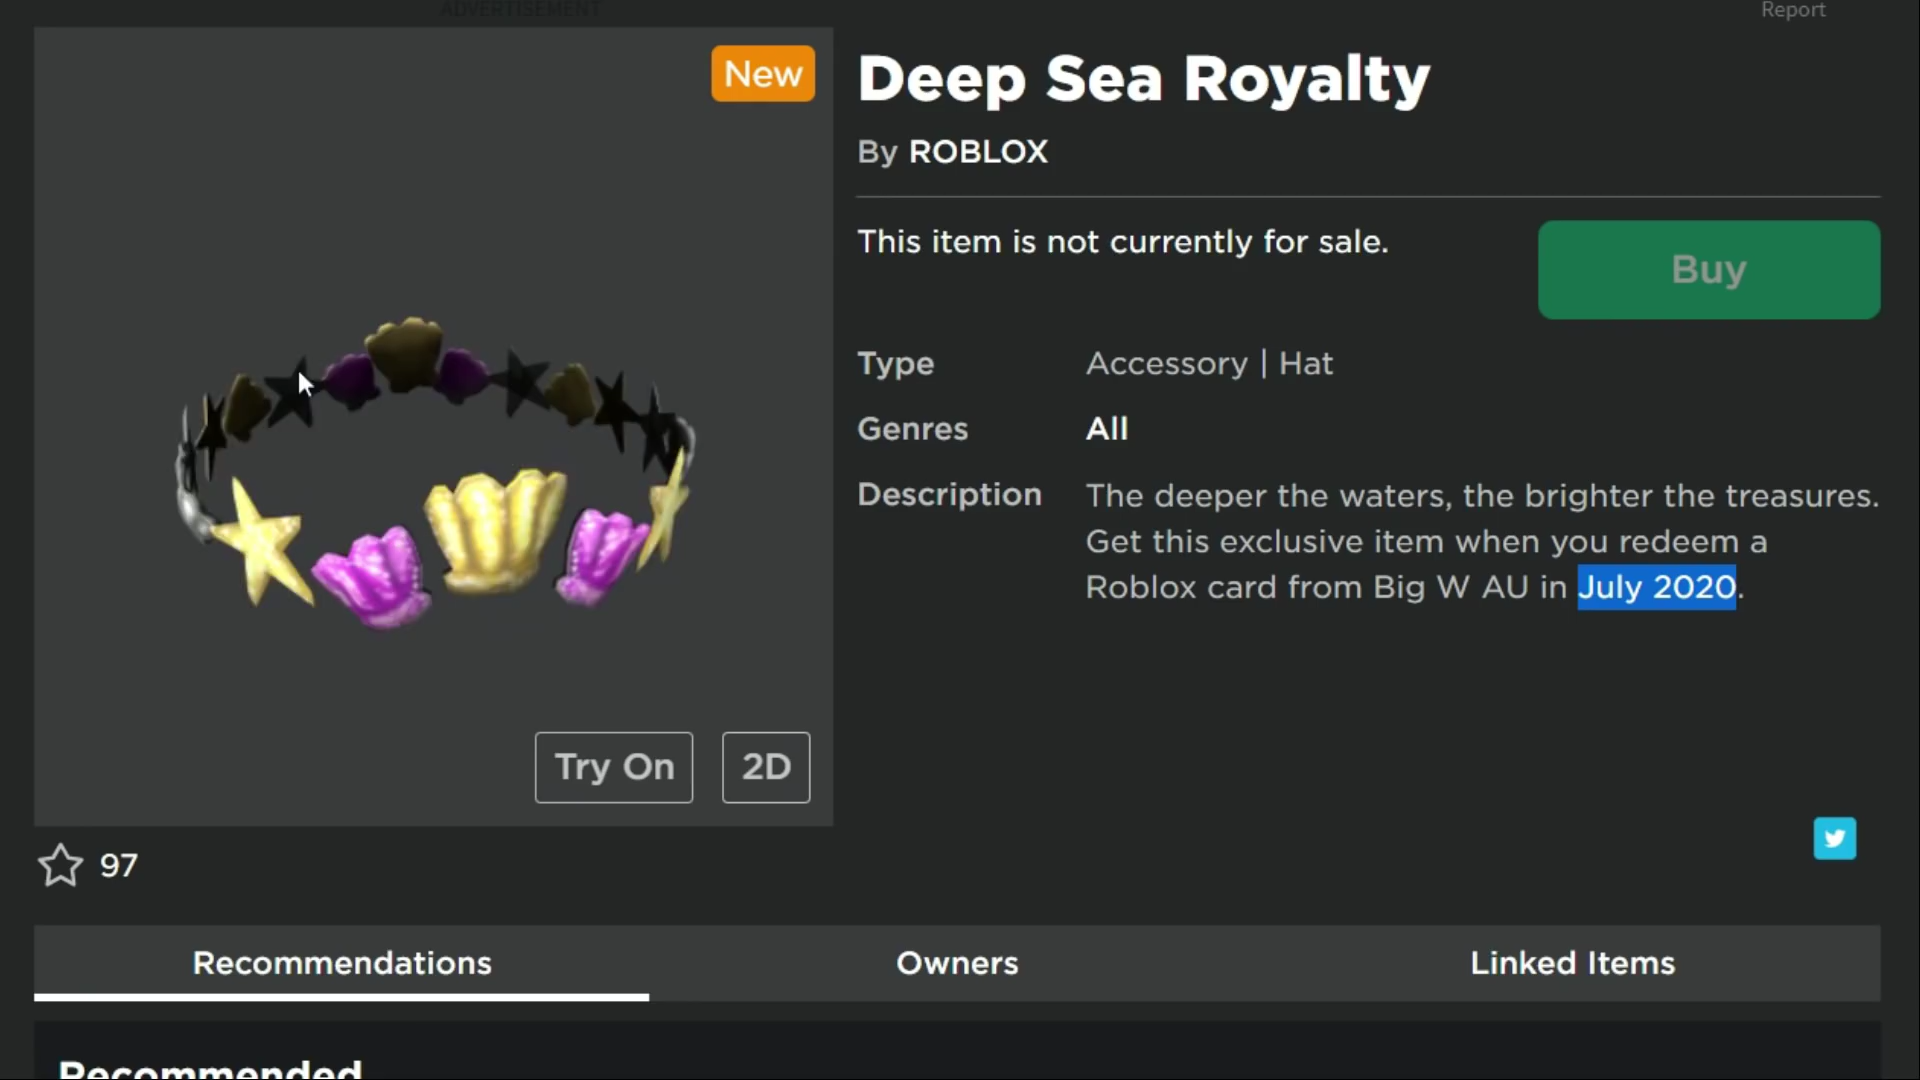 ADVERTISEMENT
Report
New
Deep Sea Royalty
By ROBLOX
This item is not currently for sale.
Buy
Type
Accessory | Hat
Genres
All
Description
The deeper the waters, the brighter the treasures.
Get this exclusive item when you redeem a
Roblox card from Big W AU in July 2020.
Try On
2D
97
Recommendations
Owners
Linked Items
Recommended